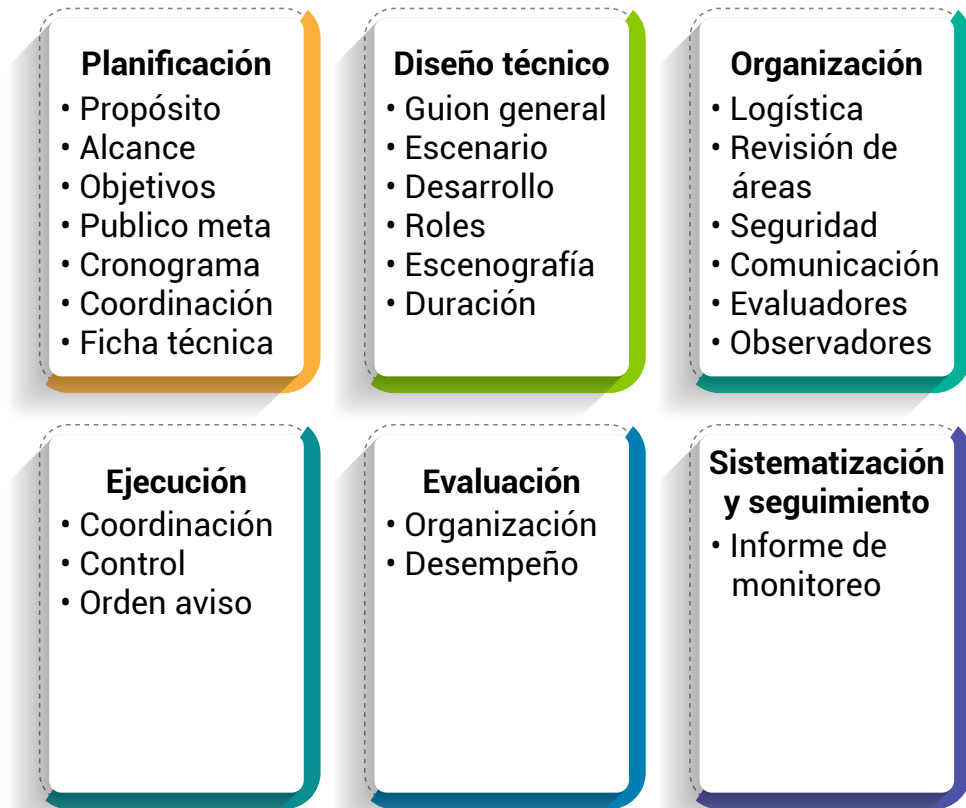 Planificación
• Propósito
• Alcance
• Objetivos
• Publico meta
• Cronograma
• Coordinación
• Ficha técnica
Diseño técnico
• Guion general
• Escenario
• Desarrollo
• Roles
• Escenografía
• Duración
Organización
• Logística
• Revisión de
áreas
• Seguridad
• Comunicación
• Evaluadores
• Observadores
Ejecución
• Coordinación
• Control
• Orden aviso
Evaluación
• Organización
• Desempeño
Sistematización
y seguimiento
• Informe de
monitoreo